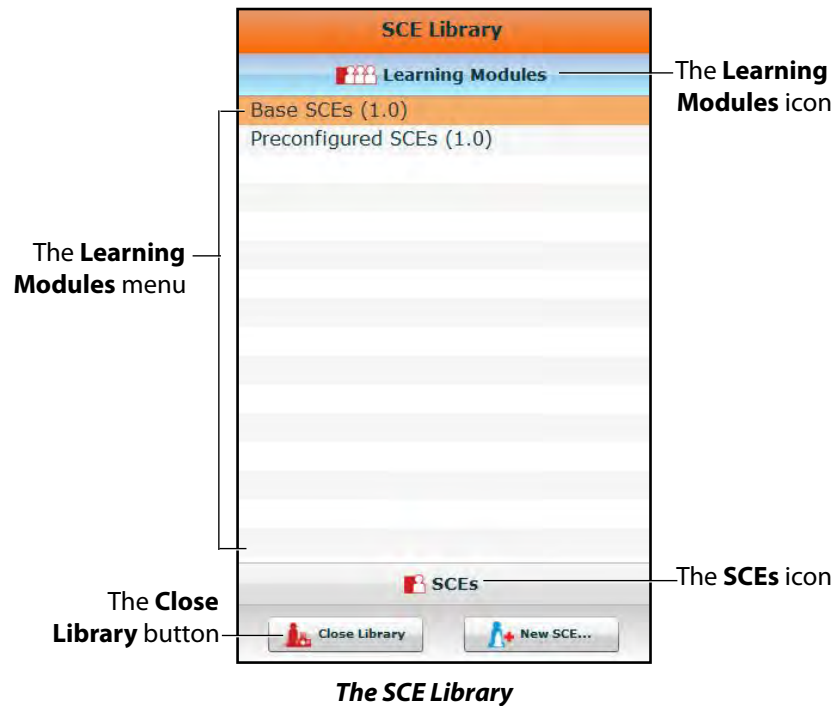 SCE Library
Learning Modules
The Learning
Modules icon
Base SCEs (1.0)
Preconfigured SCEs (1.0)
The Learning
Modules menu
SCEs
The SCEs icon
The Close
Library button
Close Library
New SCE...
The SCE Library